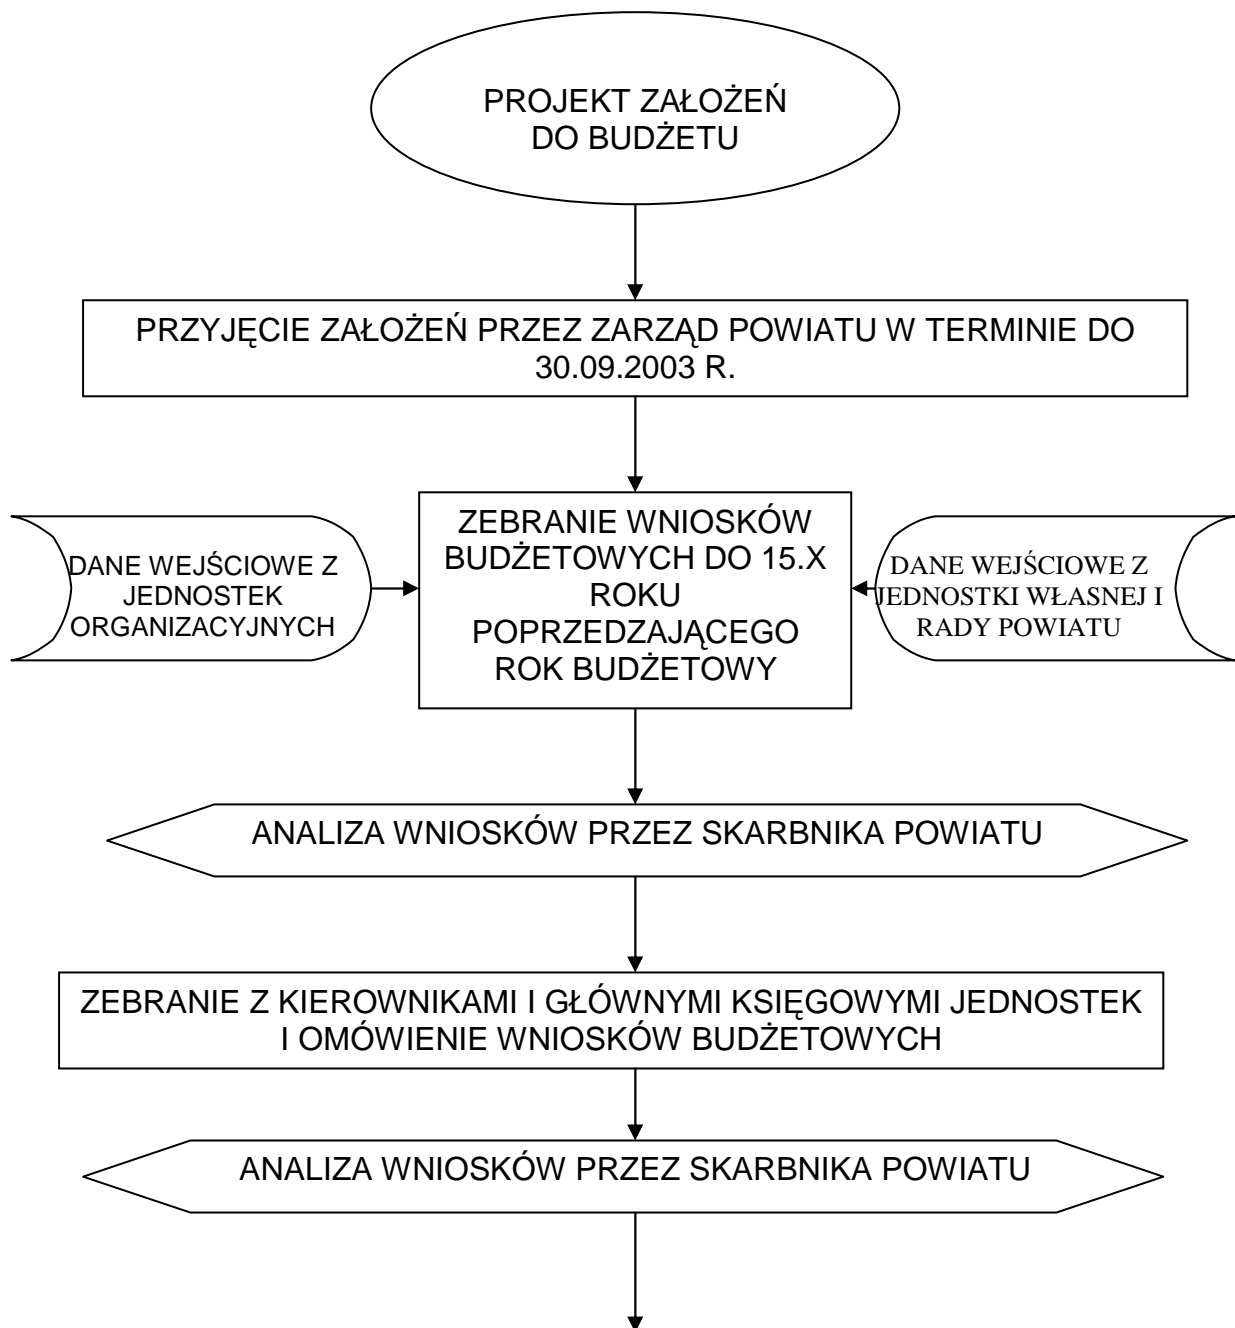 PROJEKT ZAŁOŻEŃ
DO BUDŻETU
PRZYJĘCIE ZAŁOŻEŃ PRZEZ ZARZĄD POWIATU W TERMINIE DO
30.09.2003 R.
DANE WEJŚCIOWE Z
JEDNOSTEK
ORGANIZACYJNYCH
ZEBRANIE WNIOSKÓW
BUDŻETOWYCH DO 15.X
ROKU
POPRZEDZAJĄCEGO
ROK BUDŻETOWY
DANE WEJŚCIOWE Z
JEDNOSTKI WŁASNEJ I
RADY POWIATU
ANALIZA WNIOSKÓW PRZEZ SKARBNIKA POWIATU
ZEBRANIE Z KIEROWNIKAMI I GŁÓWNYMI KSIĘGOWYMI JEDNOSTEK
I OMÓWIENIE WNIOSKÓW BUDŻETOWYCH
ANALIZA WNIOSKÓW PRZEZ SKARBNIKA POWIATU